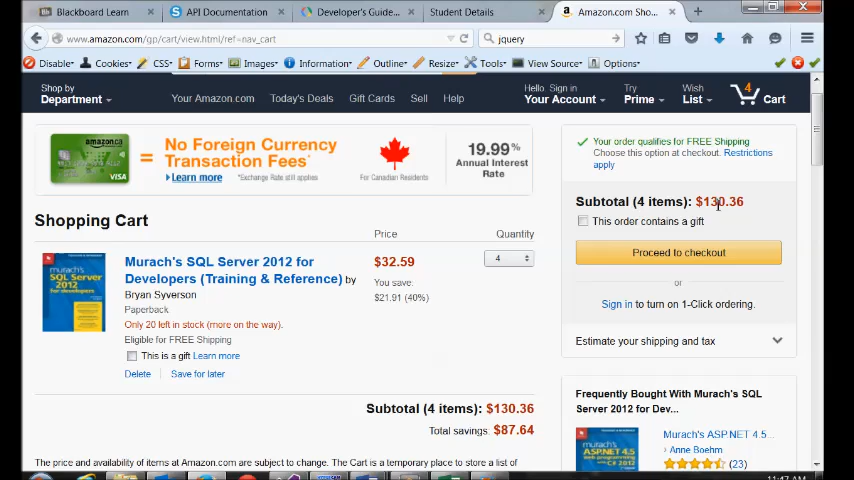 Blackboard Learn
API Documentation
Developer's Guide...
Student Details
Amazon.com Sho...
www.amazon.com/gp/cart/view.html/ref=nav_cart
jquery
Disable
Cookies
CSS
Forms
Images
Information
Outline
Resize
Tools
View Source
Options
Shop by
Department
Your Amazon.com
Today's Deals
Gift Cards
Sell
Help
Hello. Sign in
Your Account
Try
Prime
Wish
List
4
Cart
amazon.ca
VISA
= No Foreign Currency
Transaction Fees*
Learn more
*Exchange Rate still applies
For Canadian Residents
19.99%
Annual Interest
Rate
Your order qualifies for FREE Shipping
Choose this option at checkout. Restrictions
apply
Subtotal (4 items): $130.36
This order contains a gift
Proceed to checkout
or
Sign in to turn on 1-Click ordering.
Estimate your shipping and tax
Shopping Cart
Price
Quantity
murach's
SQL Server
2012
for developers
Murach's SQL Server 2012 for
Developers (Training & Reference) by
Bryan Syverson
Paperback
Only 20 left in stock (more on the way).
Eligible for FREE Shipping
This is a gift Learn more
Delete
Save for later
$32.59
You save:
$21.91 (40%)
4
Subtotal (4 items): $130.36
Total savings: $87.64
The price and availability of items at Amazon.com are subject to change. The Cart is a temporary place to store a list of
Frequently Bought With Murach's SQL
Server 2012 for Dev...
murach's
ASP.NET 4.5
Murach's ASP.NET 4.5...
› Anne Boehm
(23)
11:47 AM